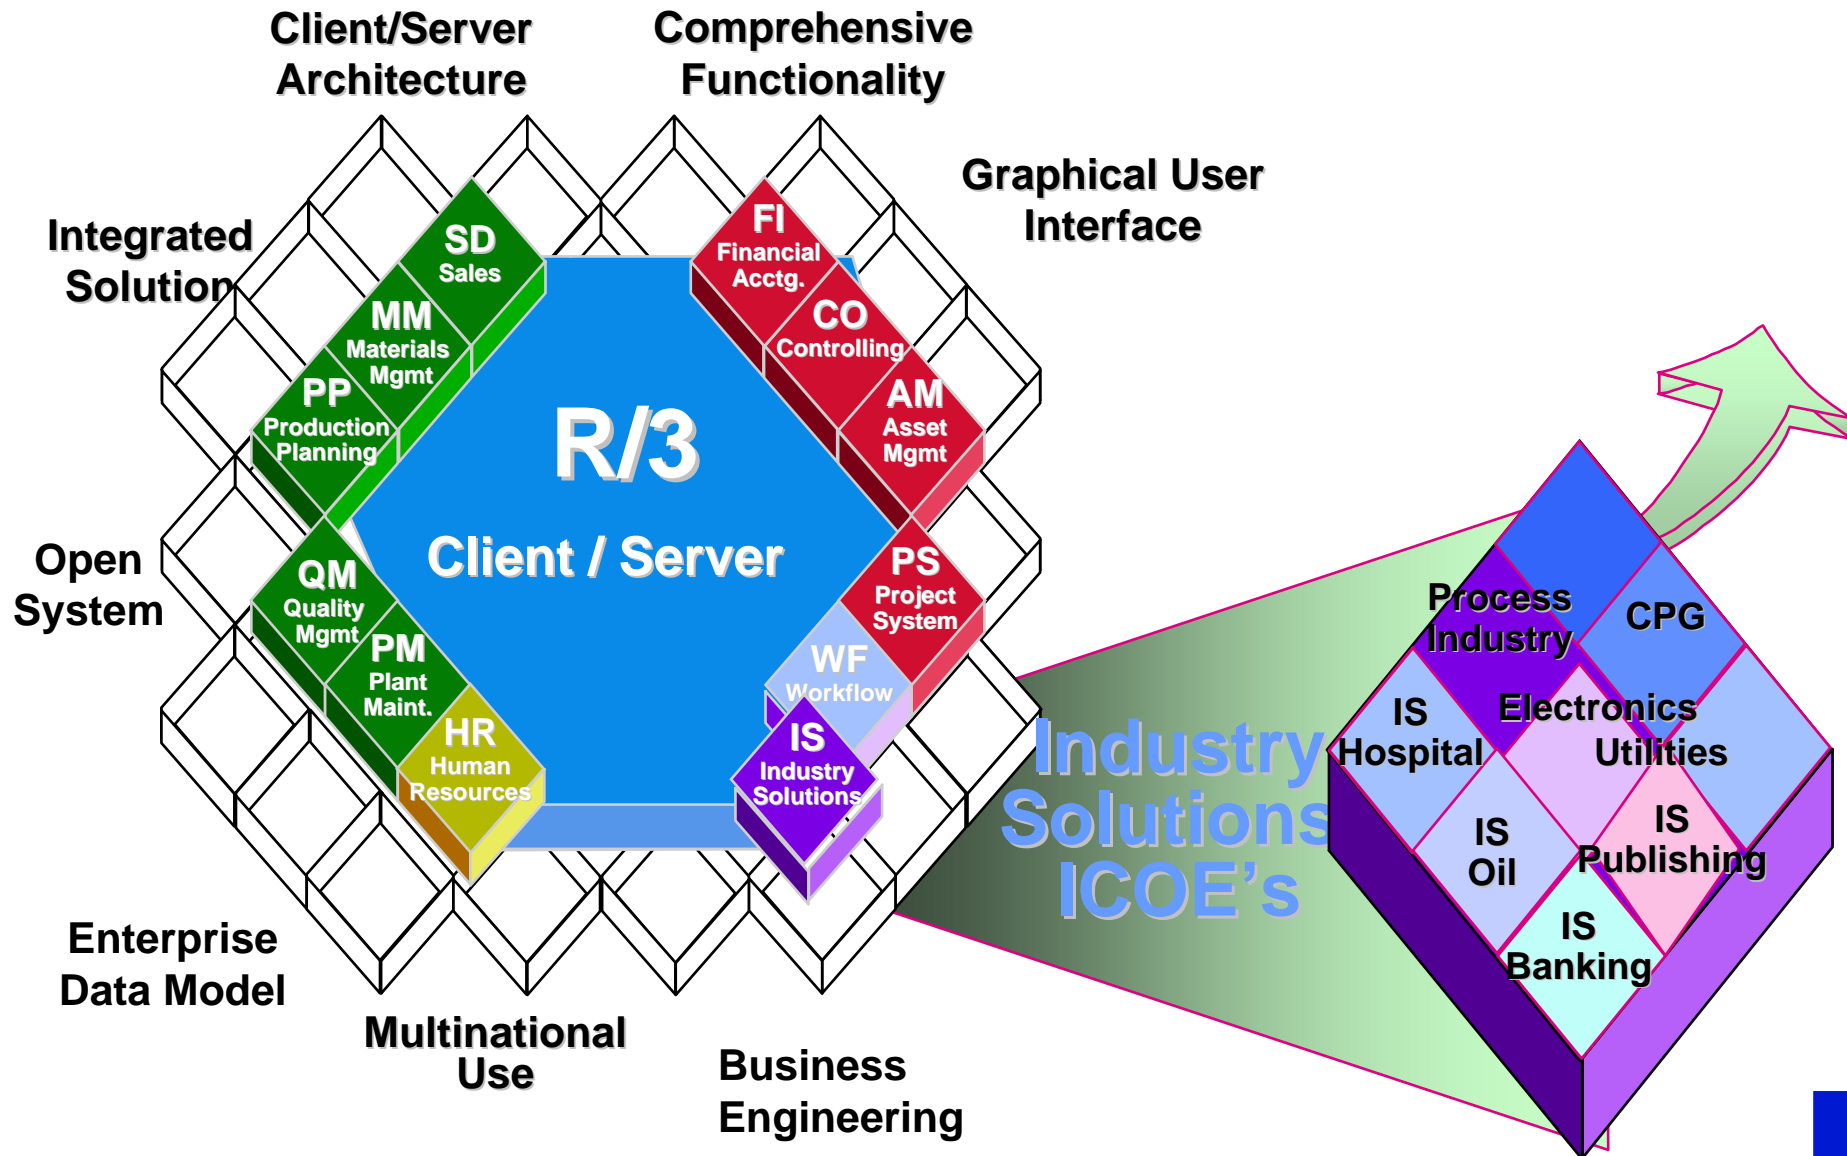 Client/Server
Architecture
Comprehensive
Functionality
Graphical User
Interface
Integrated
Solution
Open
System
Enterprise
Data Model
Multinational
Use
Business
Engineering
SD
Sales
MM
Materials
Mgmt
PP
Production
Planning
QM
Quality
Mgmt
PM
Plant
Maint.
HR
Human
Resources
R/3
Client / Server
FI
Financial
Acctg.
CO
Controlling
AM
Asset
Mgmt
PS
Project
System
WF
Workflow
IS
Industry
Solutions
Industry
Solutions
ICOE's
Process
Industry
CPG
IS
Hospital
Electronics
Utilities
IS
Oil
IS
Publishing
IS
Banking